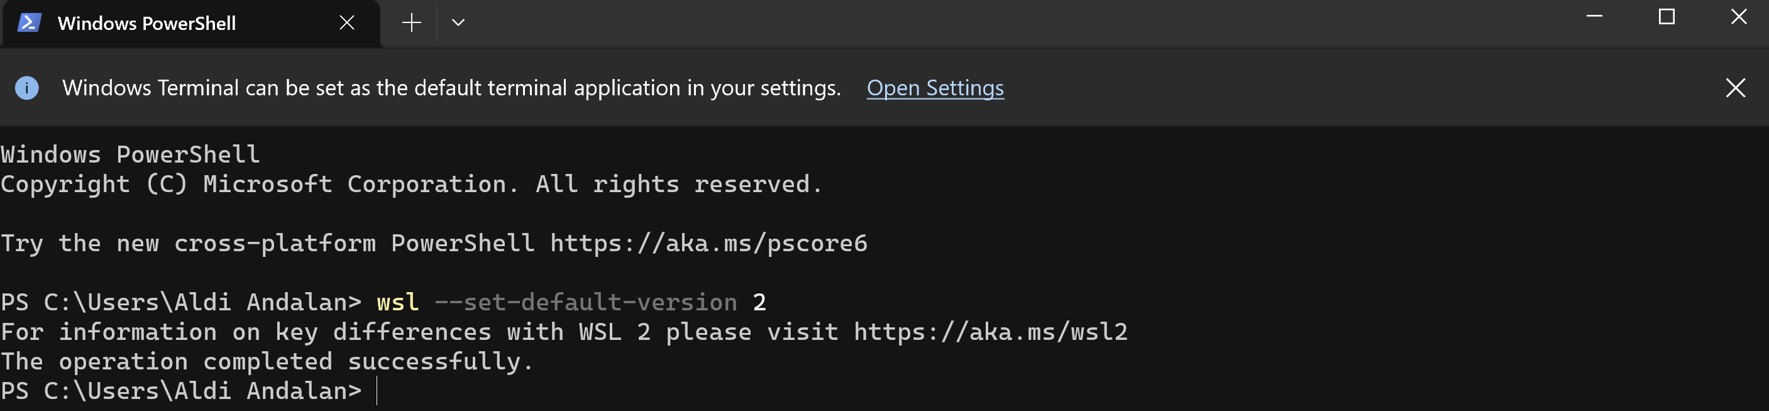 Windows PowerShell
Windows Terminal can be set as the default terminal application in your settings. Open Settings
Windows PowerShell
Copyright (C) Microsoft Corporation. All rights reserved.
Try the new cross-platform PowerShell https://aka.ms/pscore6
PS C:\Users\Aldi Andalan> wsl --set-default-version 2
For information on key differences with WSL 2 please visit https://aka.ms/wsl2
The operation completed successfully.
PS C:\Users\Aldi Andalan>